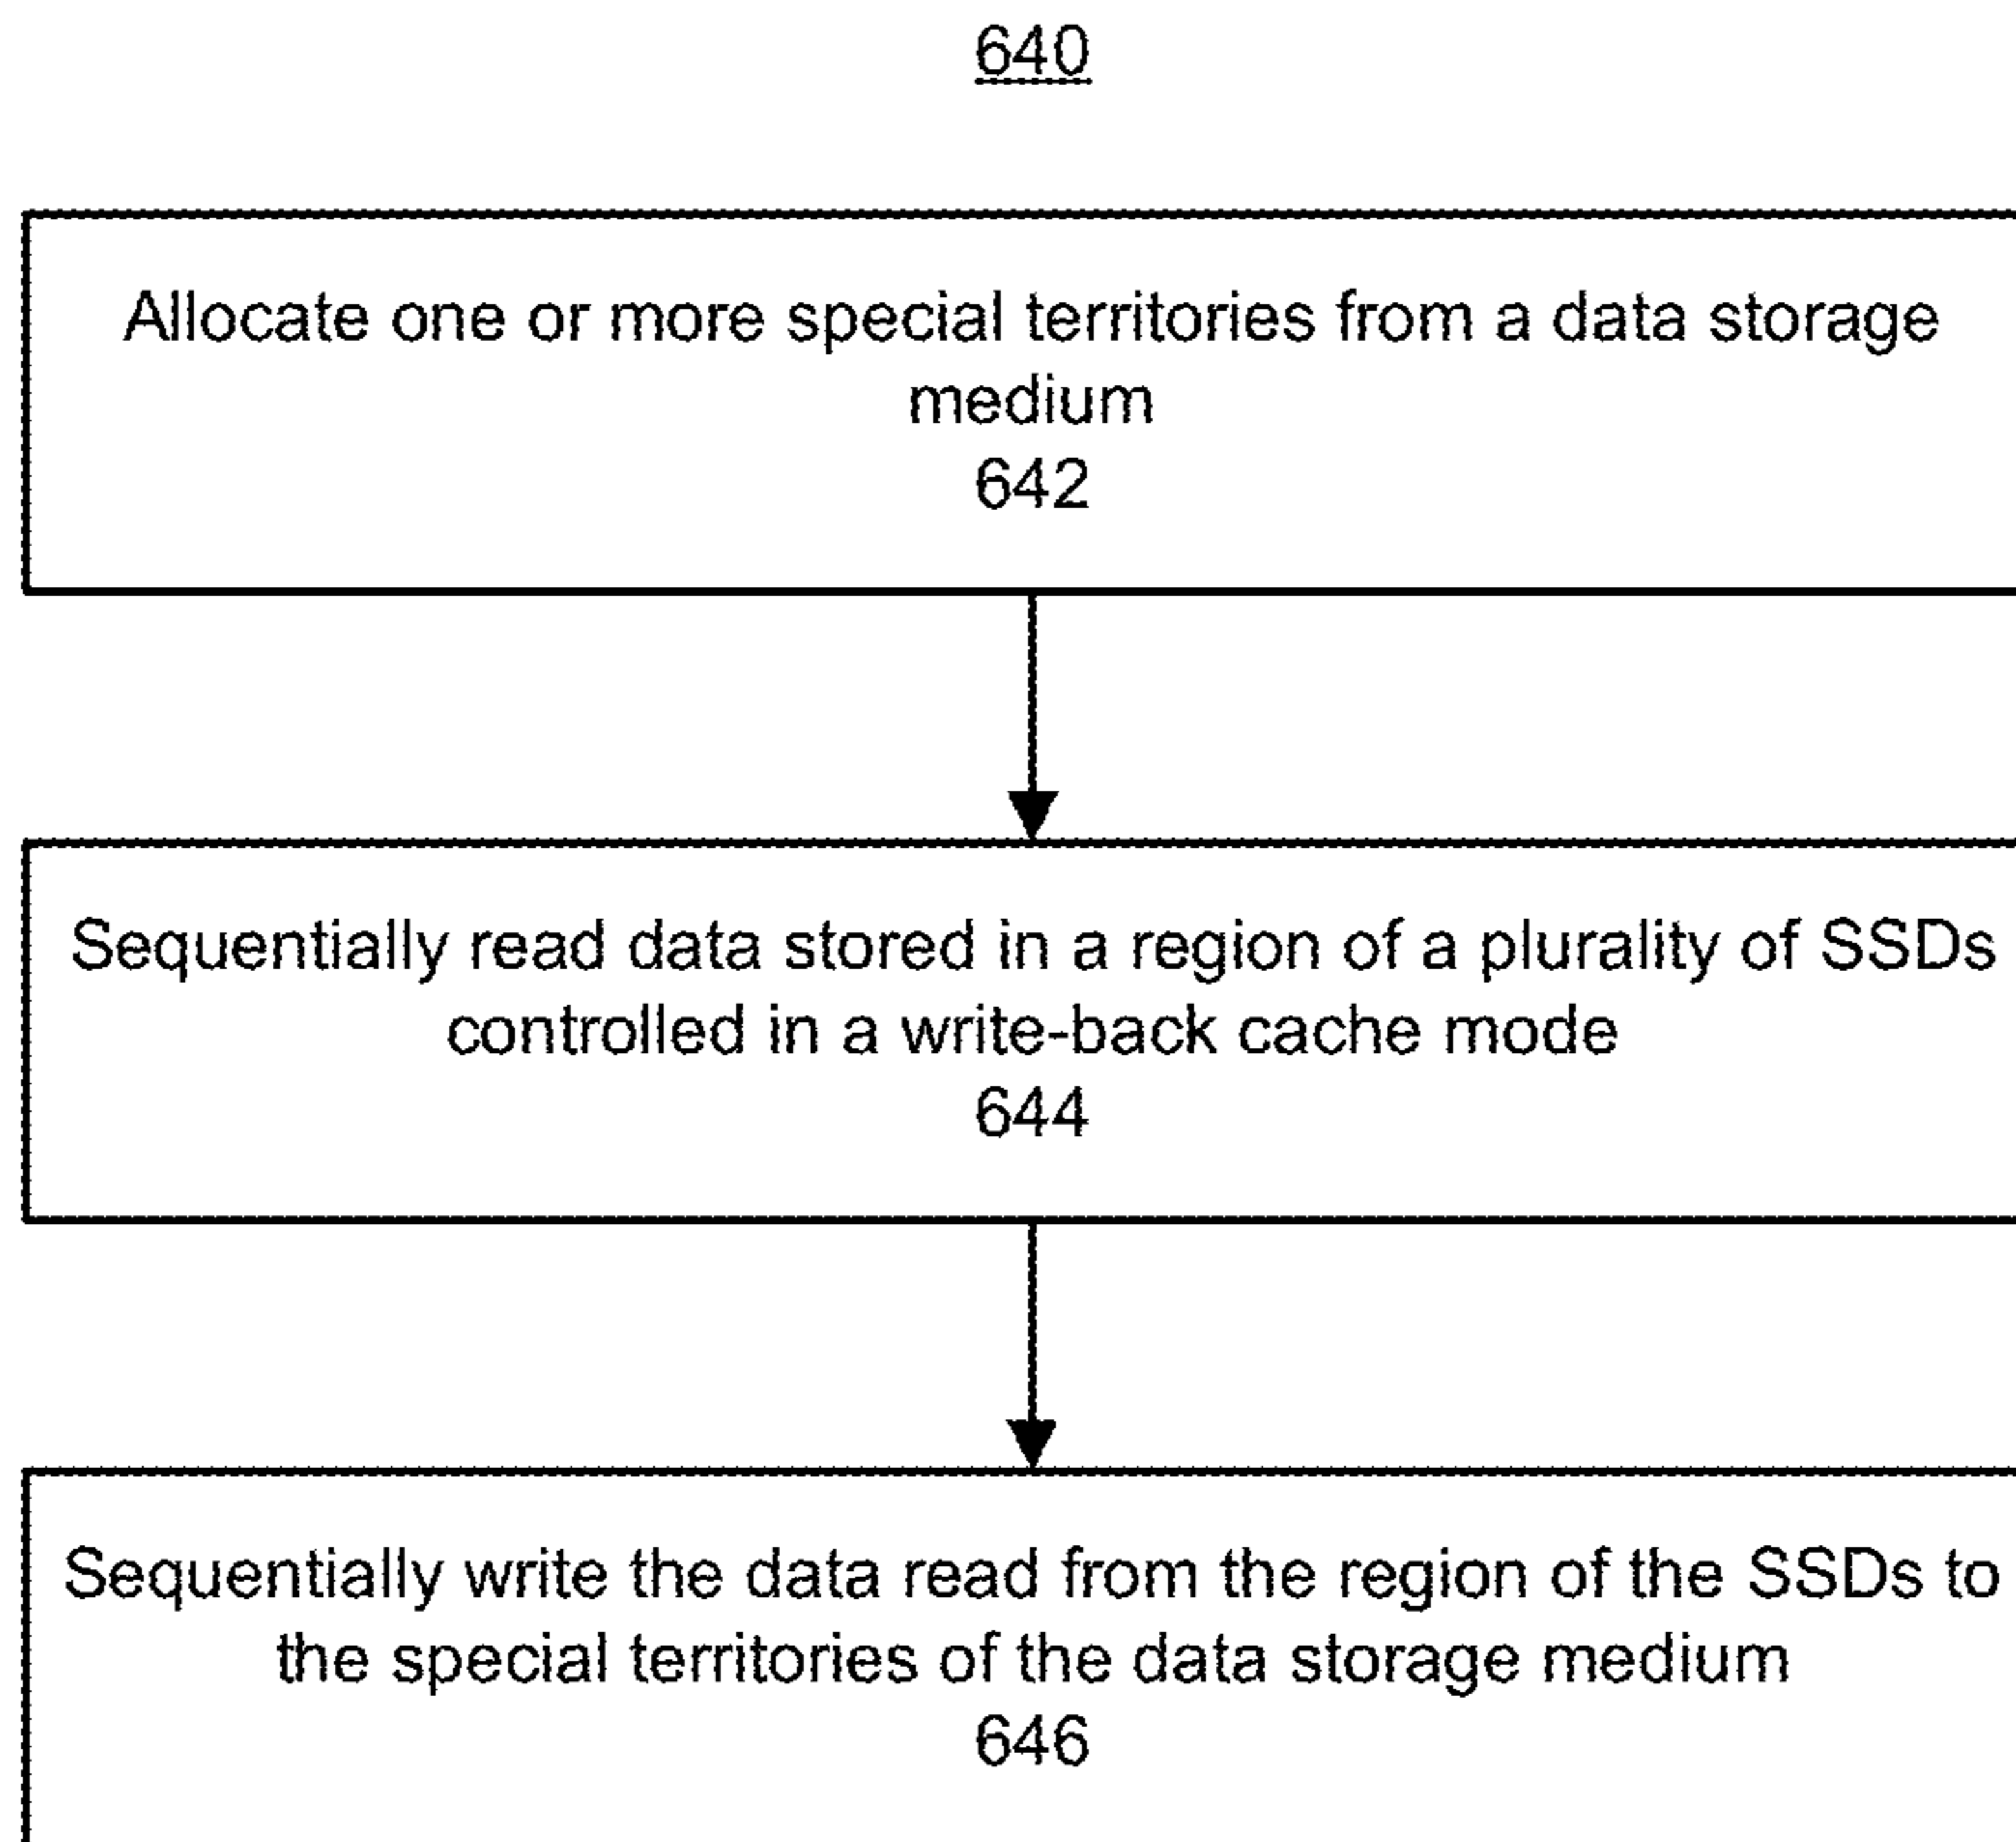 640
Allocate one or more special territories from a data storage
medium
642
Sequentially read data stored in a region of a plurality of SSDs
controlled in a write-back cache mode
644
Sequentially write the data read from the region of the SSDs to
the special territories of the data storage medium
646